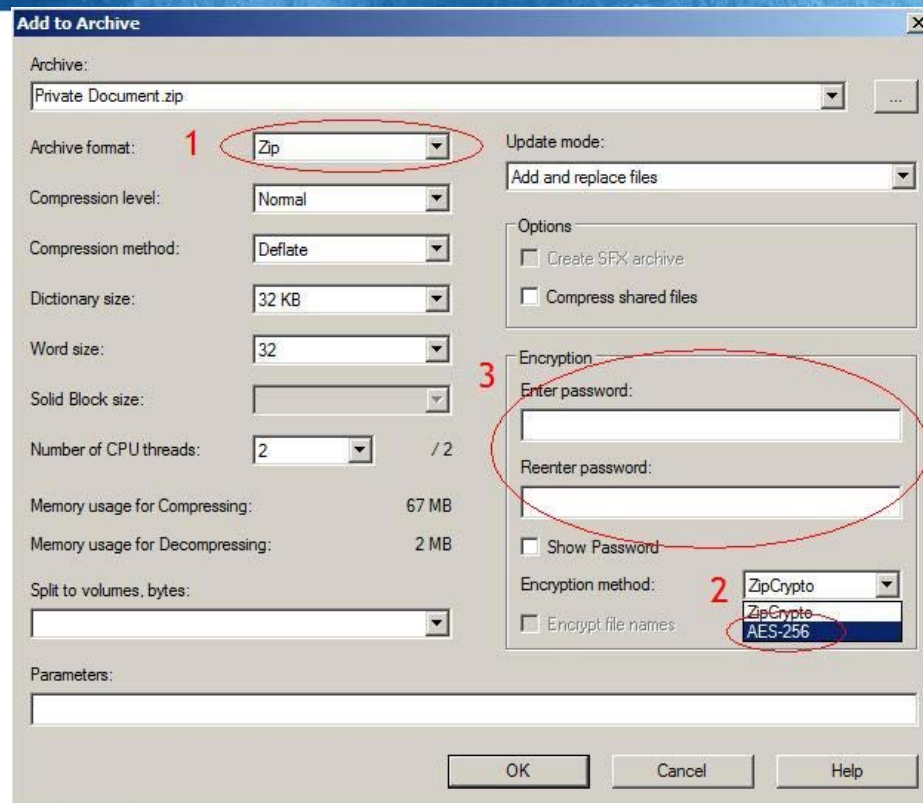 Add to Archive
Archive:
Private Document.zip
...
1
Archive format:
Zip
Compression level:
Normal
Compression method:
Deflate
Dictionary size:
32 KB
Word size:
32
Solid Block size:
Number of CPU threads:
2
/ 2
Memory usage for Compressing:
67 MB
Memory usage for Decompressing:
2 MB
Split to volumes, bytes:
Update mode:
Add and replace files
Options
Create SFX archive
Compress shared files
3
Encryption
Enter password:
Reenter password:
Show Password
Encryption method:
2
ZipCrypto
ZipCrypto
AES-256
Encrypt file names
Parameters:
OK
Cancel
Help